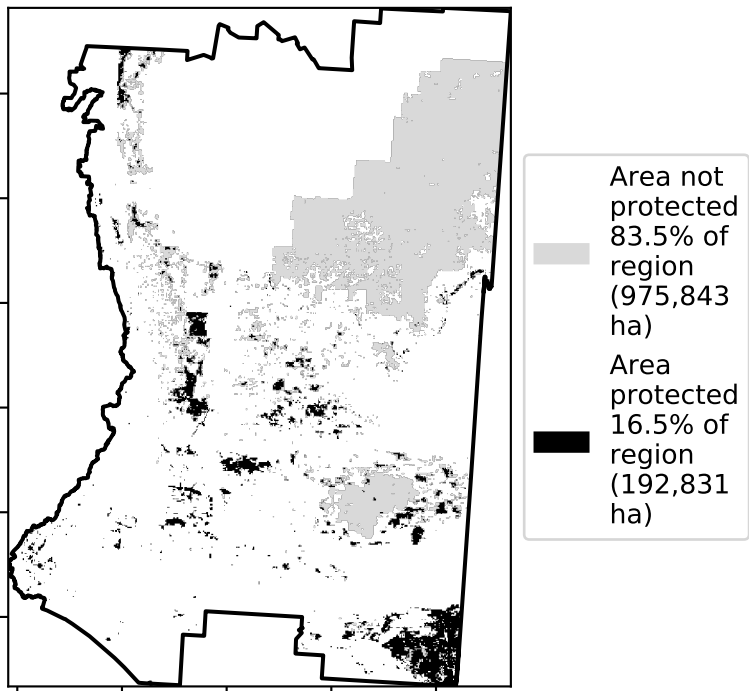 Area not
protected
83.5% of
region
(975,843
ha)
Area
protected
16.5% of
region
(192,831
ha)